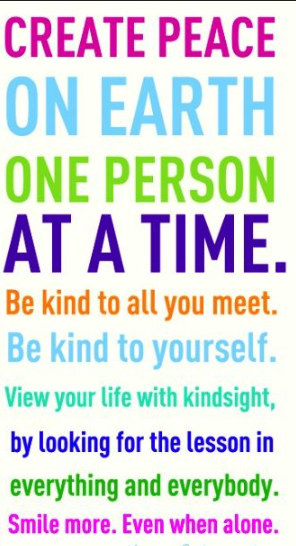 CREATE PEACE
ON EARTH
ONE PERSON
AT A TIME.
Be kind to all you meet.
Be kind to yourself.
View your life with kindsight,
by looking for the lesson in
everything and everybody.
Smile more. Even when alone.